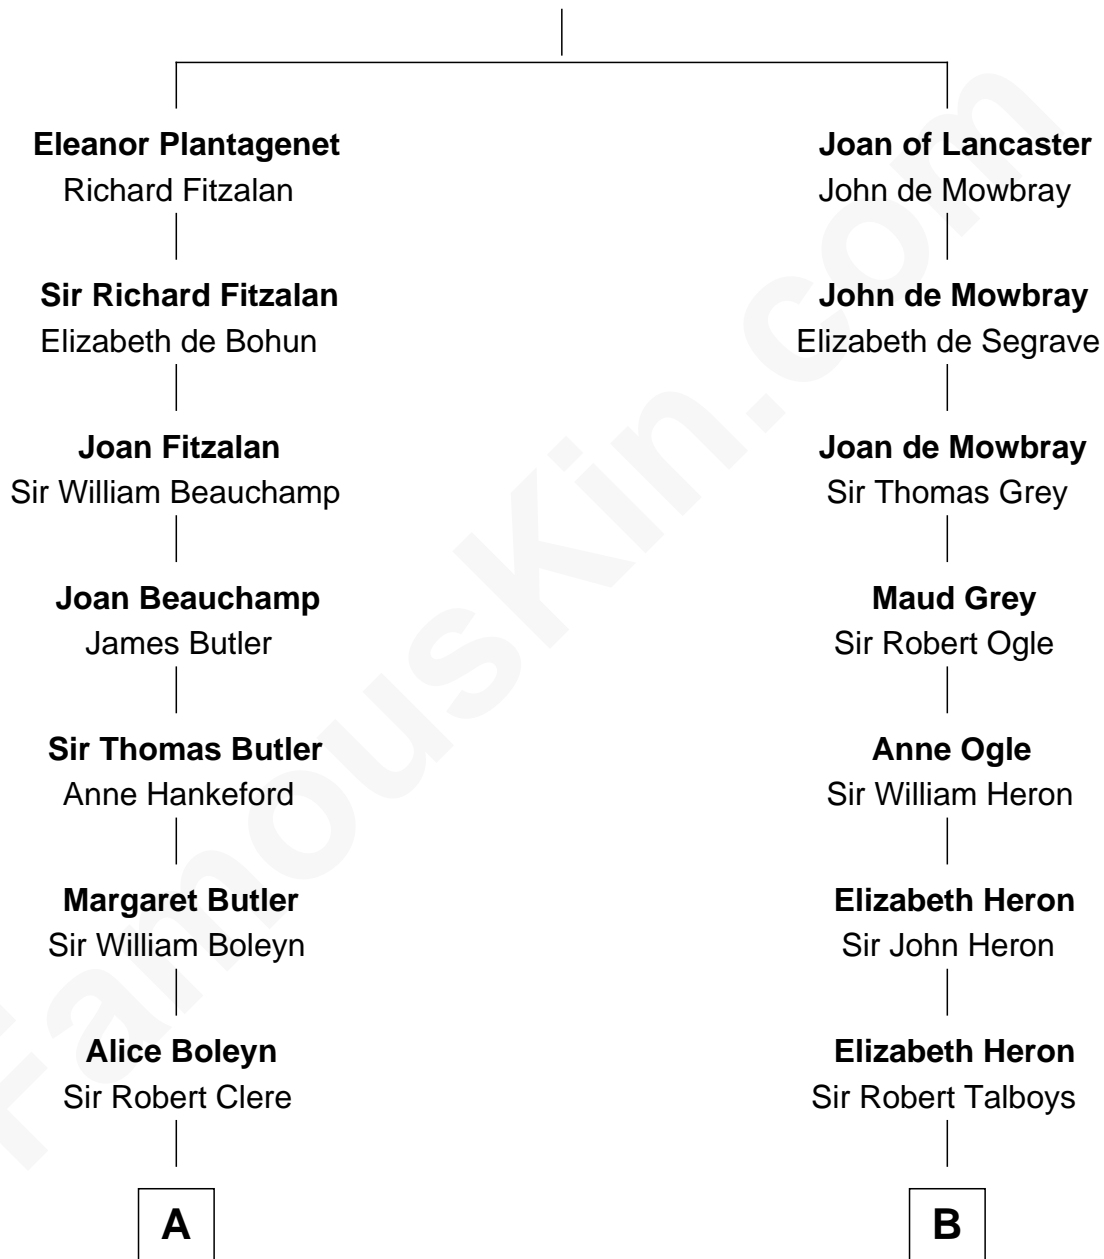 Eleanor Plantagenet
Richard Fitzalan
Sir Richard Fitzalan
Elizabeth de Bohun
Joan Fitzalan
Sir William Beauchamp
Joan Beauchamp
James Butler
Sir Thomas Butler
Anne Hankeford
Margaret Butler
Sir William Boleyn
Alice Boleyn
Sir Robert Clere
A
Joan of Lancaster
John de Mowbray
John de Mowbray
Elizabeth de Segrave
Joan de Mowbray
Sir Thomas Grey
Maud Grey
Sir Robert Ogle
Anne Ogle
Sir William Heron
Elizabeth Heron
Sir John Heron
Elizabeth Heron
Sir Robert Talboys
B
FamousKin.com